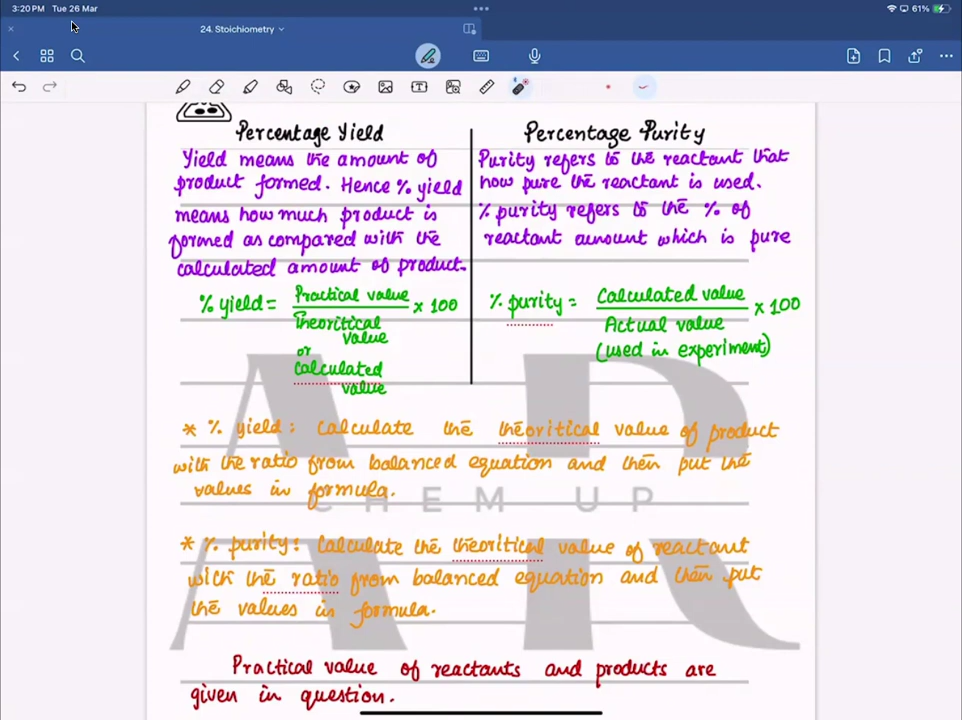 3:20 PM Tue 26 Mar
61%
24. Stoichiometry
Percentage Yield
Yield means the amount of
product formed. Hence % yield
means how much product is
formed as compared with the
calculated amount of product.
% yield = Practical value × 100
Theoritical
value
or
calculated
value
Percentage Purity
Purity refers to the reactant that
how pure the reactant is used.
% purity refers to the % of
reactant amount which is pure
% purity = Calculated value × 100
Actual value
(used in experiment)
* % yield : Calculate the theoritical value of product
with the ratio from balanced equation and then put the
values in formula.
CHEM UP
* % purity: Calculate the theoritical value of reactant
with the ratio from balanced equation and then put
the values in formula.
AR
AR
Practical value of reactants and products are
given in question.